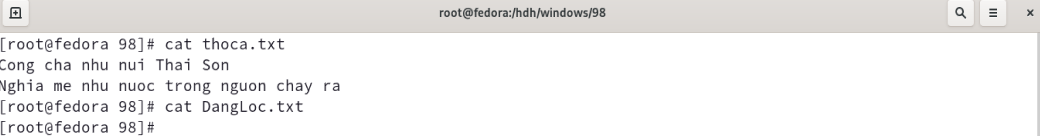 root@fedora:/hdh/windows/98
[root@fedora 98]# cat thoca.txt
Cong cha nhu nui Thai Son
Nghia me nhu nuoc trong nguon chay ra
[root@fedora 98]# cat DangLoc.txt
[root@fedora 98]#